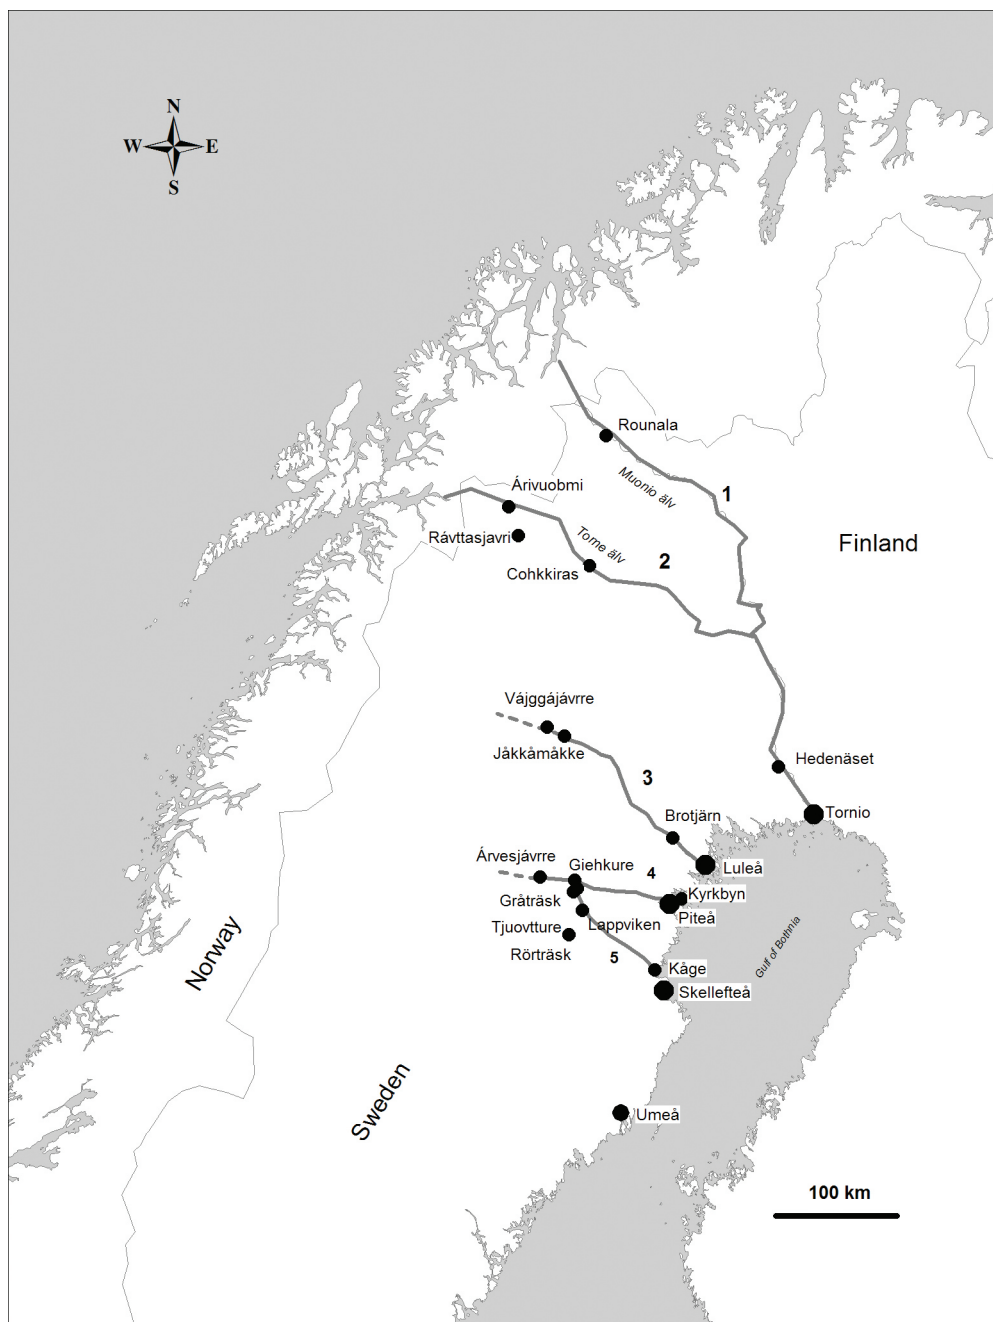 N
W E
S
Rounala
Muonio älv
1
Árivuobmi
Rávttasjavri
Torne älv
2
Cohkkiras
Finland
Vájggájávrre
Jåkkåmåkke
3
Hedenäset
Brotjärn
Tornio
Luleå
Árvesjávrre
Giehkure
4
Gråträsk
Kyrkbyn
Piteå
Tjuovtture
Lappviken
Rörträsk
5
Kåge
Skellefteå
Gulf of Bothnia
Norway
Sweden
Umeå
100 km